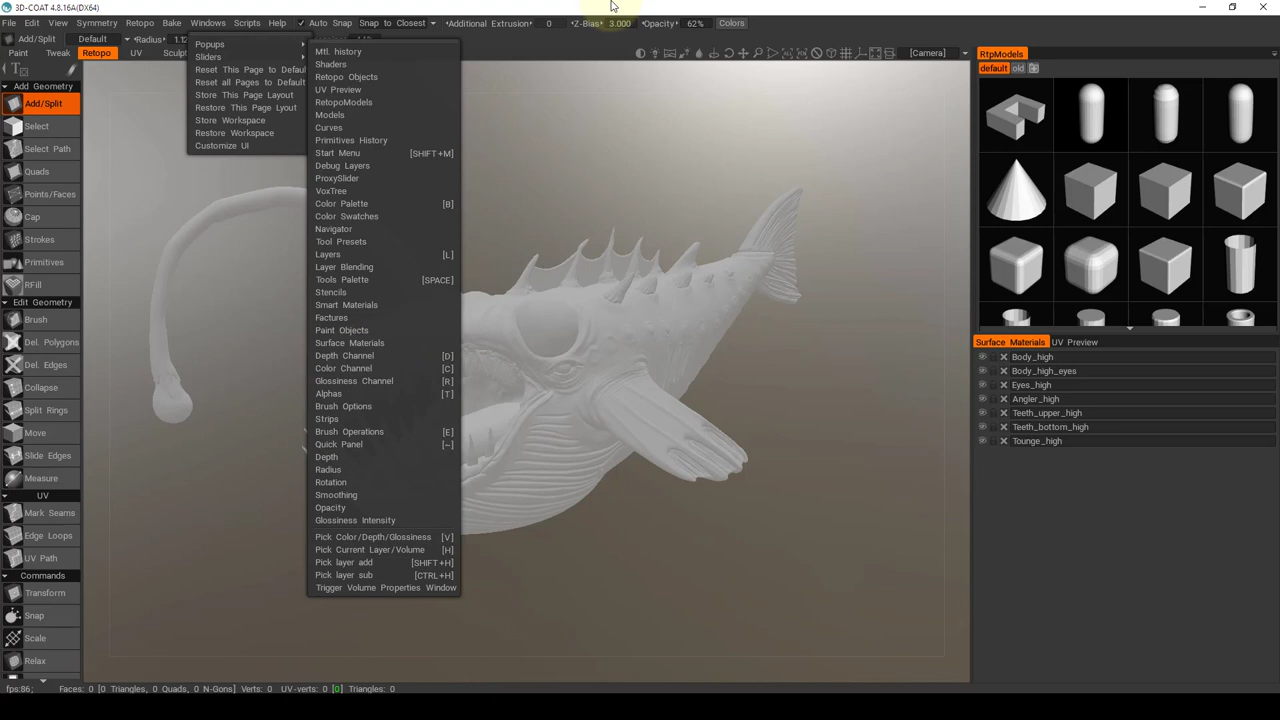 3D-COAT 4.8.16A(DX64)
File Edit View Symmetry Retopo Bake Windows Scripts Help Auto Snap Snap to Closest Additional Extrusion 0 Z-Bias 3.000 Opacity 62% Colors
Add/Split Default Radius
[Camera]
Paint Tweak Retopo UV
Add Geometry
Add/Split
Select
Select Path
Quads
Points/Faces
Cap
Strokes
Primitives
RFill
Edit Geometry
Brush
Del. Polygons
Del. Edges
Collapse
Split Rings
Move
Slide Edges
Measure
UV
Mark Seams
Edge Loops
UV Path
Commands
Transform
Snap
Scale
Relax
Popups
Sliders
Reset This Page to Defau
Reset all Pages to Default
Store This Page Layout
Restore This Page Lyout
Store Workspace
Restore Workspace
Customize UI
Mtl. history
Shaders
Retopo Objects
UV Preview
RetopoModels
Models
Curves
Primitives History
Start Menu [SHIFT+M]
Debug Layers
ProxySlider
VoxTree
Color Palette [B]
Color Swatches
Navigator
Tool Presets
Layers [L]
Layer Blending
Tools Palette [SPACE]
Stencils
Smart Materials
Factures
Paint Objects
Surface Materials
Depth Channel [D]
Color Channel [C]
Glossiness Channel [R]
Alphas [T]
Brush Options
Strips
Brush Operations [E]
Quick Panel [~]
Depth
Radius
Rotation
Smoothing
Opacity
Glossiness Intensity
Pick Color/Depth/Glossiness [V]
Pick Current Layer/Volume [H]
Pick layer add [SHIFT+H]
Pick layer sub [CTRL+H]
Trigger Volume Properties Window
RtpModels
default old
Surface Materials UV Preview
Body_high
Body_high_eyes
Eyes_high
Angler_high
Teeth_upper_high
Teeth_bottom_high
Tounge_high
fps:86; Faces: 0 [0 Triangles, 0 Quads, 0 N-Gons] Verts: 0 UV-verts: 0 [0] Triangles: 0